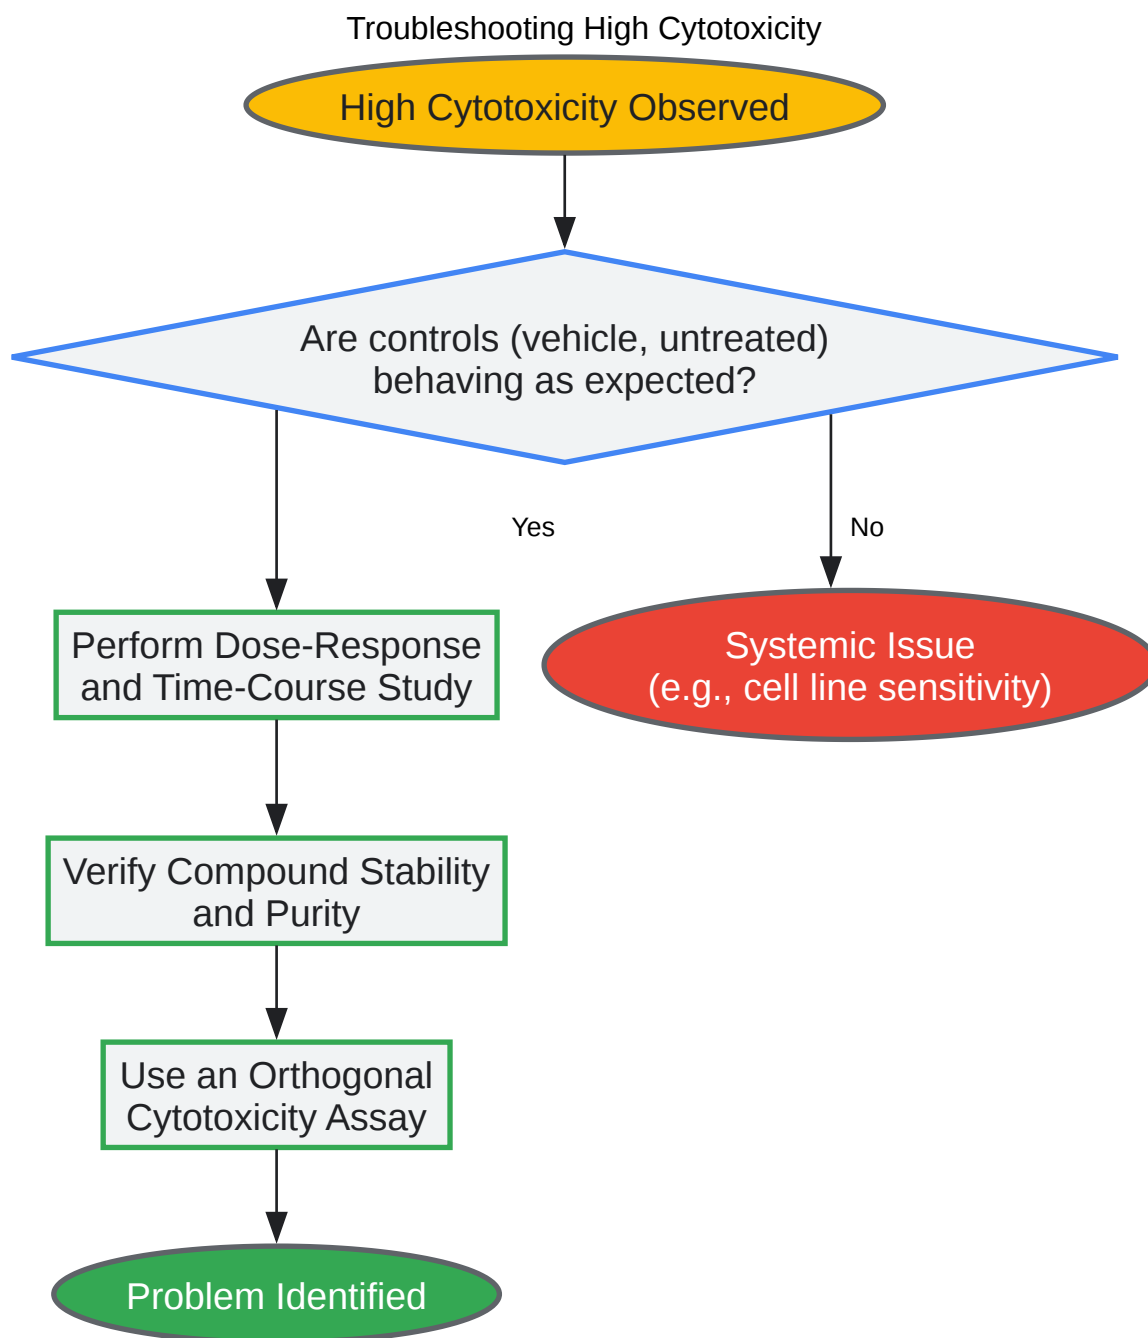 Troubleshooting High Cytotoxicity
High Cytotoxicity Observed
Are controls (vehicle, untreated)
behaving as expected?
Yes
No
Perform Dose-Response
and Time-Course Study
Systemic Issue
(e.g., cell line sensitivity)
Verify Compound Stability
and Purity
Use an Orthogonal
Cytotoxicity Assay
Problem Identified